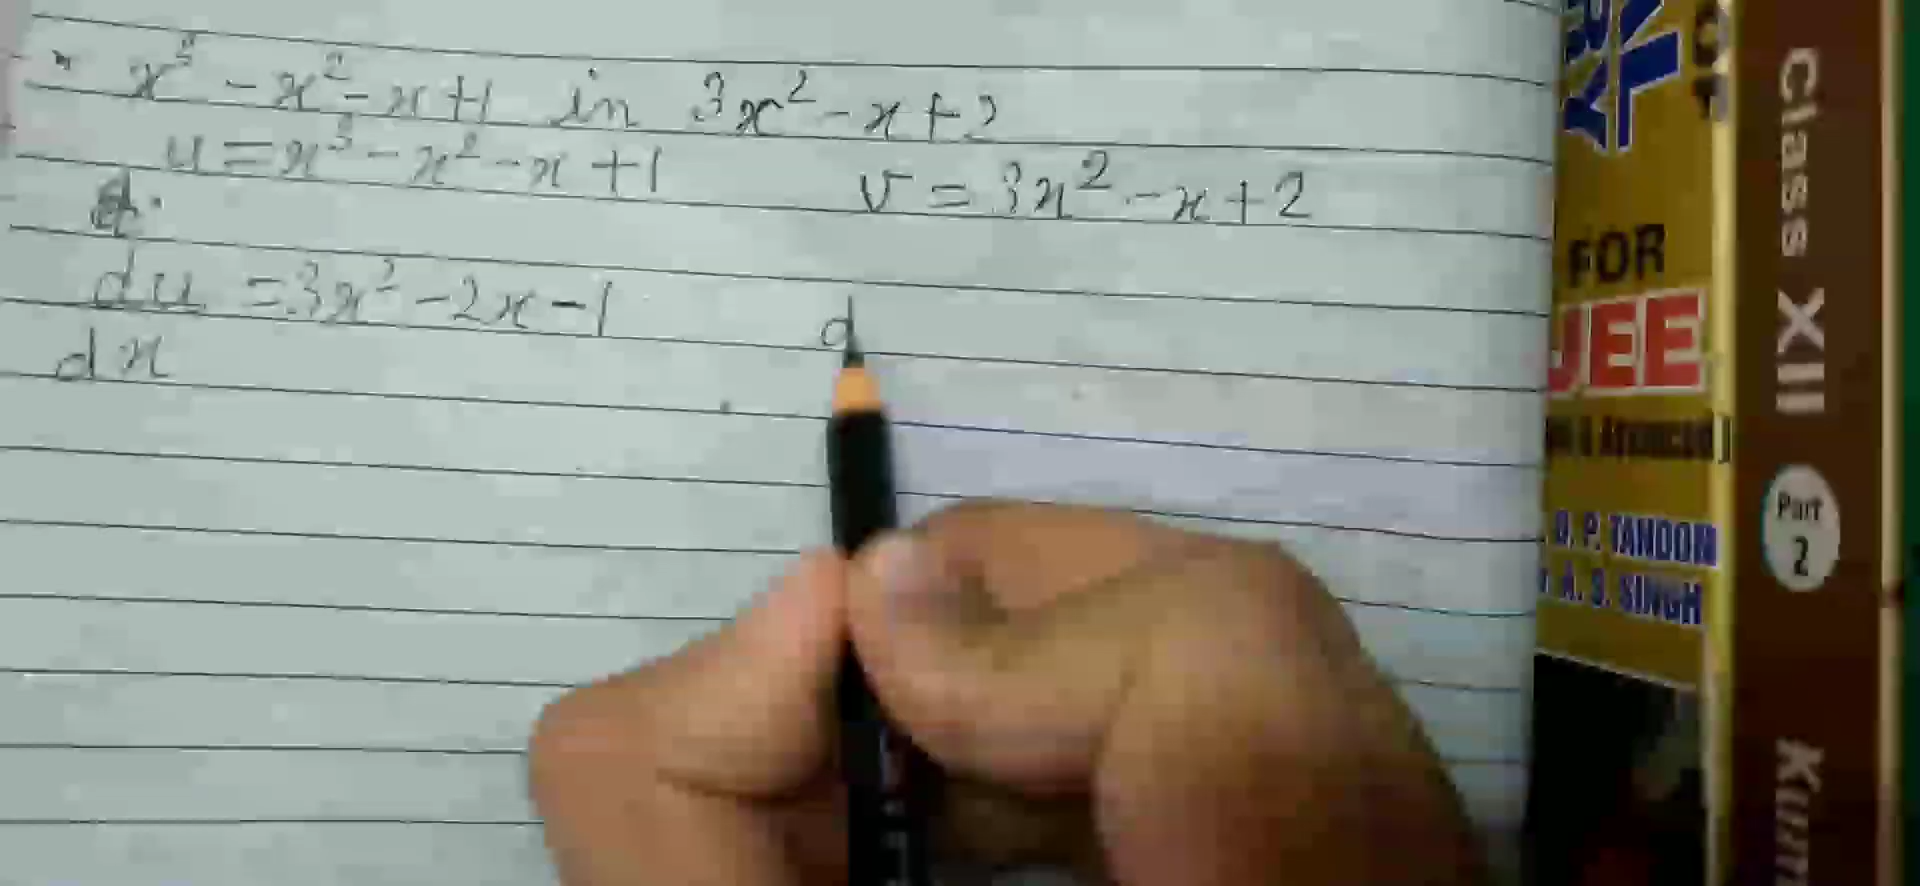 x³ - x² - x + 1 in 3x² - x + 2
u = x³ - x² - x + 1 v = 3x² - x + 2
du = 3x² - 2x - 1 d
dx
FOR
JEE
D. P. TANDON
A. S. SINGH
Class XII
Part
2